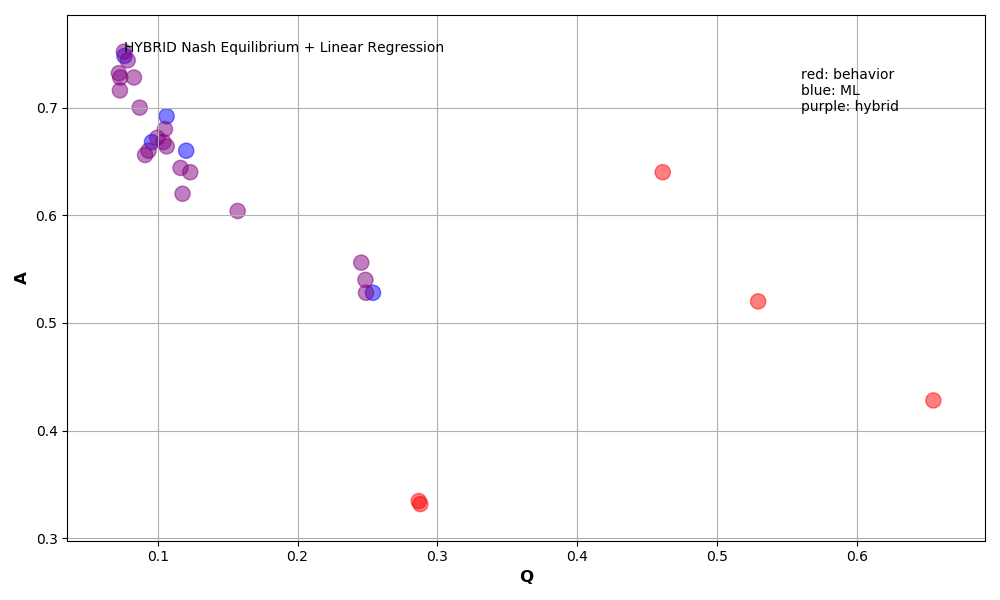 HYBRID Nash Equilibrium + Linear Regression
red: behavior
blue: ML
purple: hybrid
A
0.7
0.6
0.5
0.4
0.3
0.1 0.2 0.3 0.4 0.5 0.6
Q